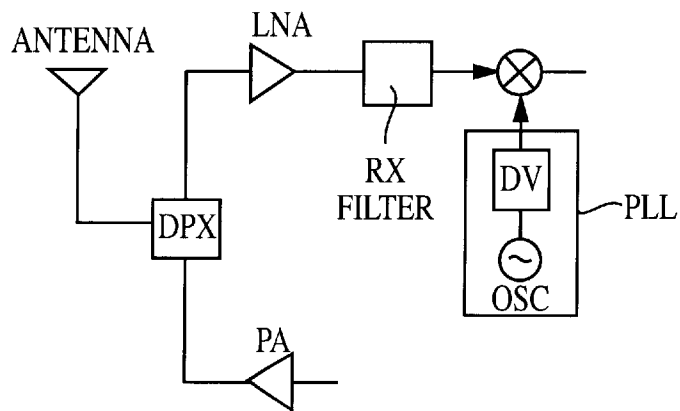 ANTENNA
LNA
RX
FILTER
DV
PLL
OSC
DPX
PA